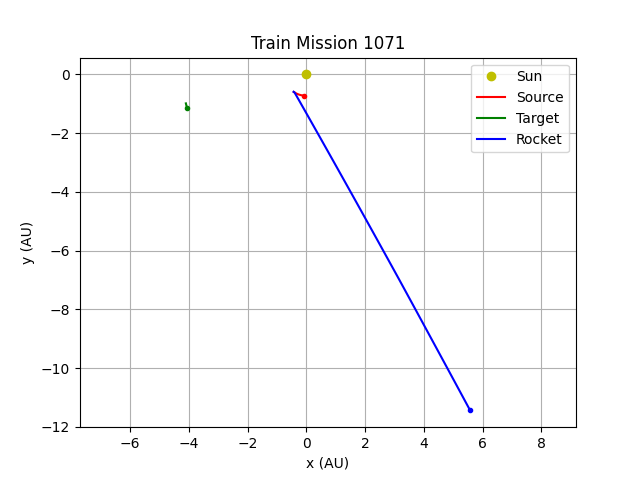 Train Mission 1071
Sun
Source
Target
Rocket
0
−2
−4
−6
−8
−10
−12
y (AU)
−6 −4 −2 0 2 4 6 8
x (AU)